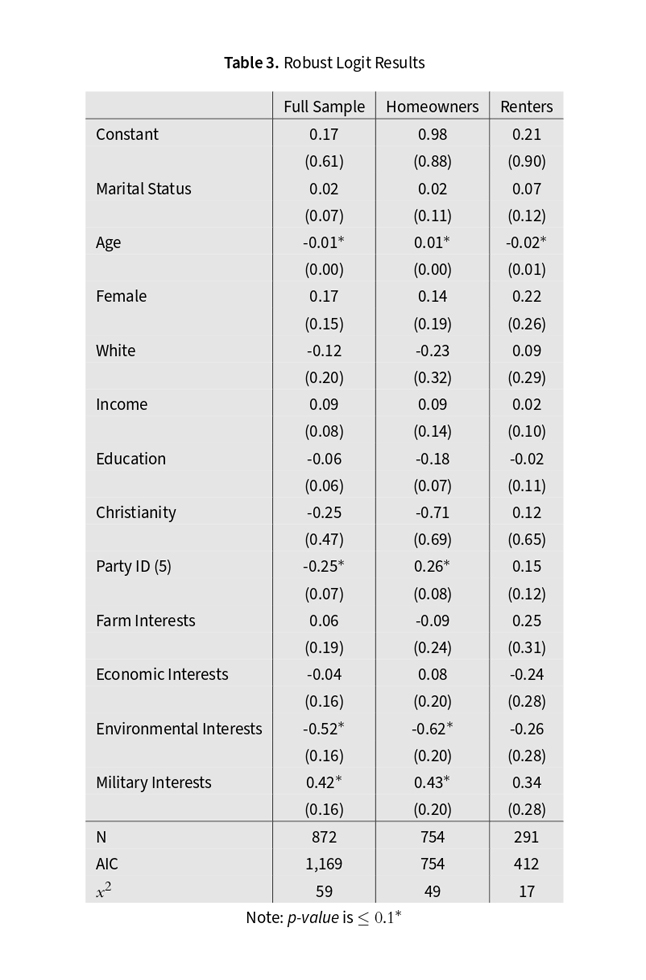 Table 3. Robust Logit Results
Full Sample Homeowners Renters
Constant 0.17 0.98 0.21
(0.61) (0.88) (0.90)
Marital Status 0.02 0.02 0.07
(0.07) (0.11) (0.12)
Age -0.01* 0.01* -0.02*
(0.00) (0.00) (0.01)
Female 0.17 0.14 0.22
(0.15) (0.19) (0.26)
White -0.12 -0.23 0.09
(0.20) (0.32) (0.29)
Income 0.09 0.09 0.02
(0.08) (0.14) (0.10)
Education -0.06 -0.18 -0.02
(0.06) (0.07) (0.11)
Christianity -0.25 -0.71 0.12
(0.47) (0.69) (0.65)
Party ID (5) -0.25* 0.26* 0.15
(0.07) (0.08) (0.12)
Farm Interests 0.06 -0.09 0.25
(0.19) (0.24) (0.31)
Economic Interests -0.04 0.08 -0.24
(0.16) (0.20) (0.28)
Environmental Interests -0.52* -0.62* -0.26
(0.16) (0.20) (0.28)
Military Interests 0.42* 0.43* 0.34
(0.16) (0.20) (0.28)
N 872 754 291
AIC 1,169 754 412
x² 59 49 17
Note: p-value is ≤ 0.1*